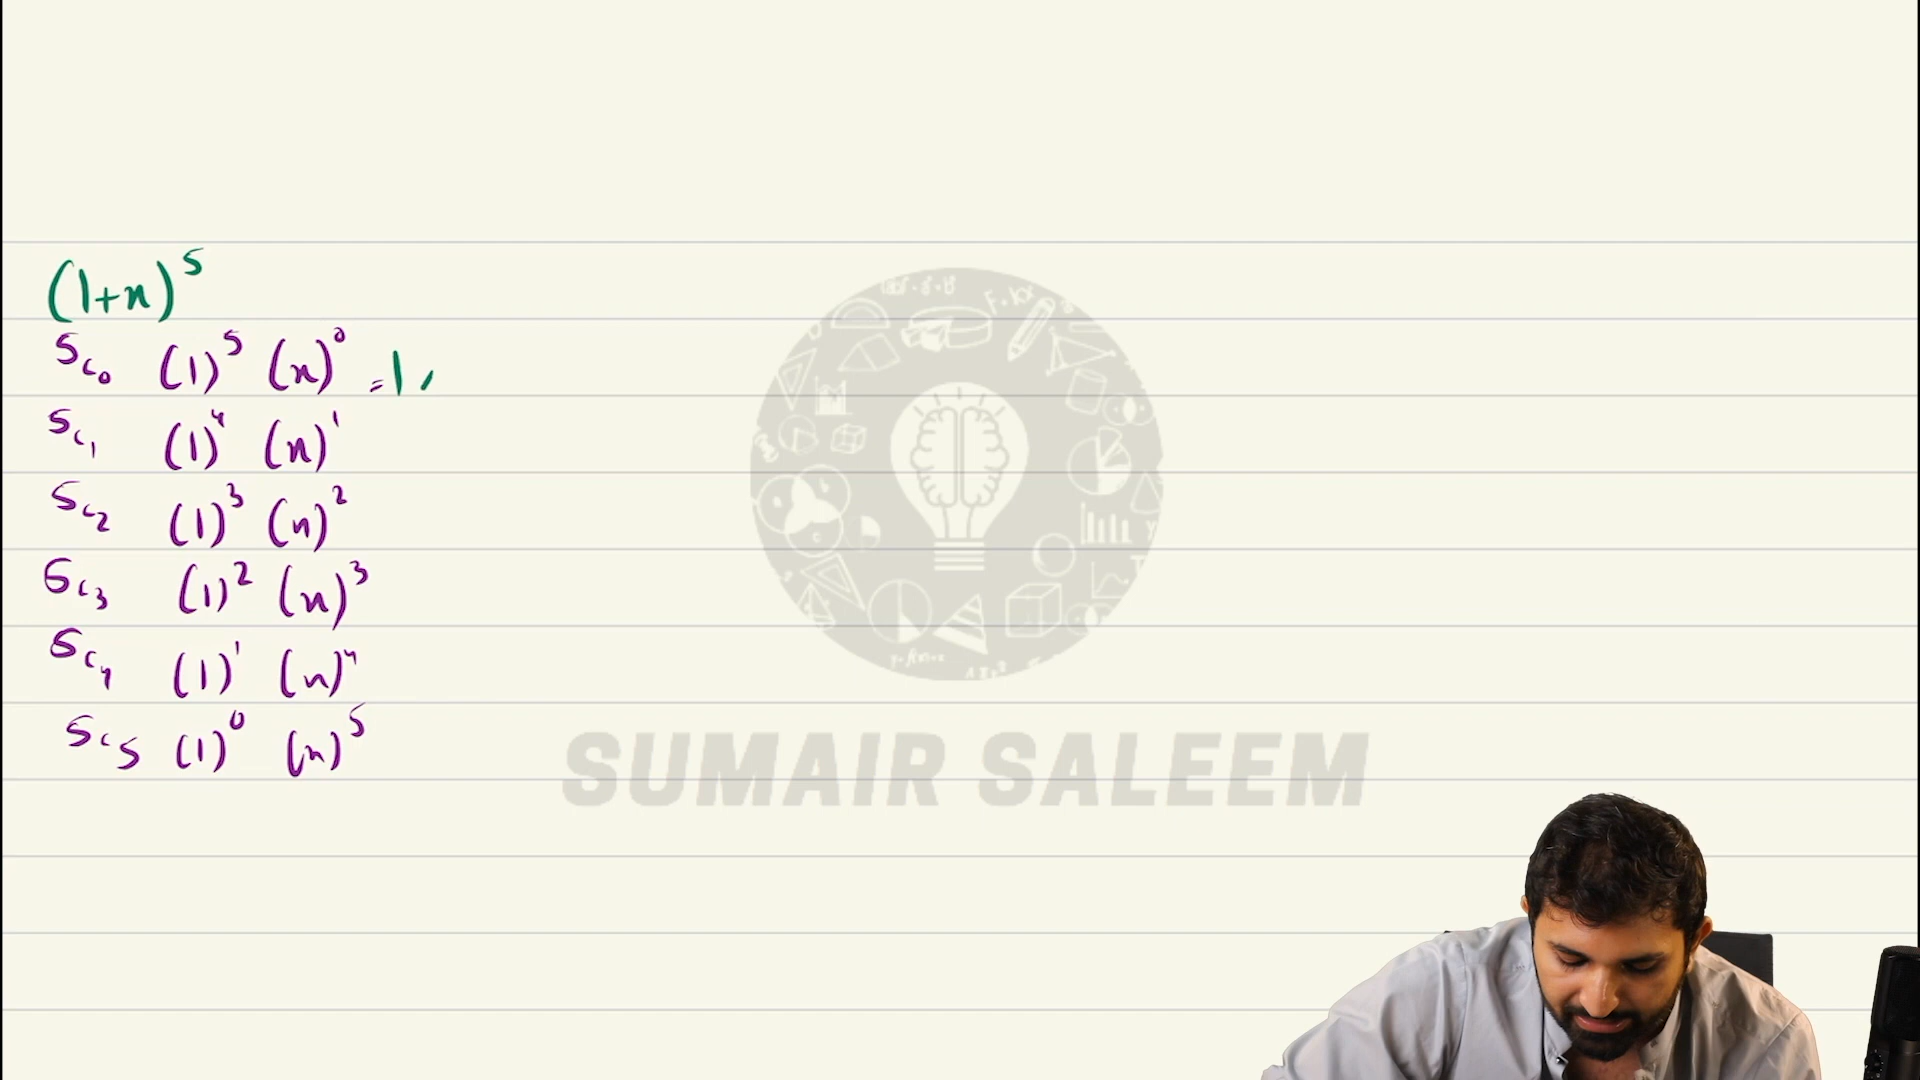 (1+x)⁵
⁵C₀ (1)⁵ (x)⁰ = 1,
⁵C₁ (1)⁴ (x)¹
⁵C₂ (1)³ (x)²
⁵C₃ (1)² (x)³
⁵C₄ (1)¹ (x)⁴
⁵C₅ (1)⁰ (x)⁵
SUMAIR SALEEM